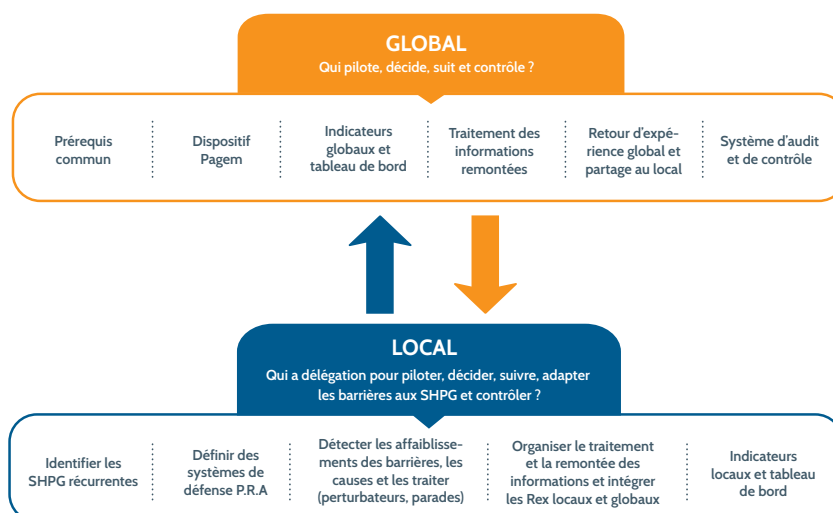 GLOBAL
Qui pilote, décide, suit et contrôle ?
Prérequis
commun
Dispositif
Pagem
Indicateurs
globaux et
tableau de bord
Traitement des
informations
remontées
Retour d'expé-
rience global et
partage au local
Système d'audit
et de contrôle
LOCAL
Qui a délégation pour piloter, décider, suivre, adapter
les barrières aux SHPG et contrôler ?
Identifier les
SHPG récurrentes
Définir des
systèmes de
défense P.R.A
Détecter les affaiblisse-
ments des barrières, les
causes et les traiter
(perturbateurs, parades)
Organiser le traitement
et la remontée des
informations et intégrer
les Rex locaux et globaux
Indicateurs
locaux et tableau
de bord